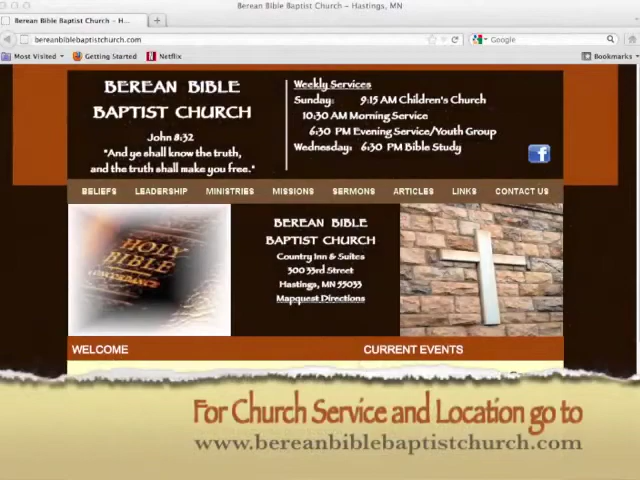 Berean Bible Baptist Church – Hastings, MN
Berean Bible Baptist Church – H...
bereanbiblebaptistchurch.com
Google
Most Visited
Getting Started
Netflix
Bookmarks
BEREAN BIBLE
BAPTIST CHURCH
John 8:32
"And ye shall know the truth,
and the truth shall make you free."
Weekly Services
Sunday: 9:15 AM Children's Church
10:30 AM Morning Service
6:30 PM Evening Service/Youth Group
Wednesday: 6:30 PM Bible Study
f
BELIEFS LEADERSHIP MINISTRIES MISSIONS SERMONS ARTICLES LINKS CONTACT US
HOLY
BIBLE
CONCORDANCE
BEREAN BIBLE
BAPTIST CHURCH
Country Inn & Suites
300 33rd Street
Hastings, MN 55033
Mapquest Directions
WELCOME
CURRENT EVENTS
For Church Service and Location go to
www.bereanbiblebaptistchurch.com